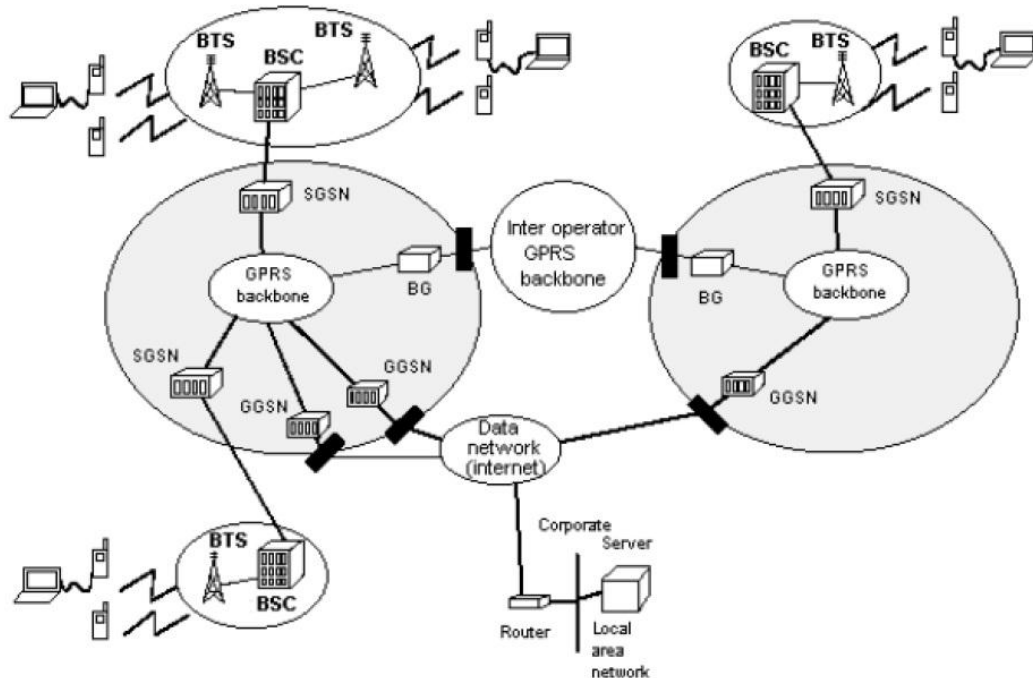 BTS
BTS
BSC
BSC
BTS
SGSN
SGSN
Inter operator
GPRS
backbone
GPRS
backbone
BG
BG
GPRS
backbone
SGSN
GGSN
GGSN
GGSN
Data
network
(internet)
Corporate
Server
BTS
BSC
Router
Local
area
network